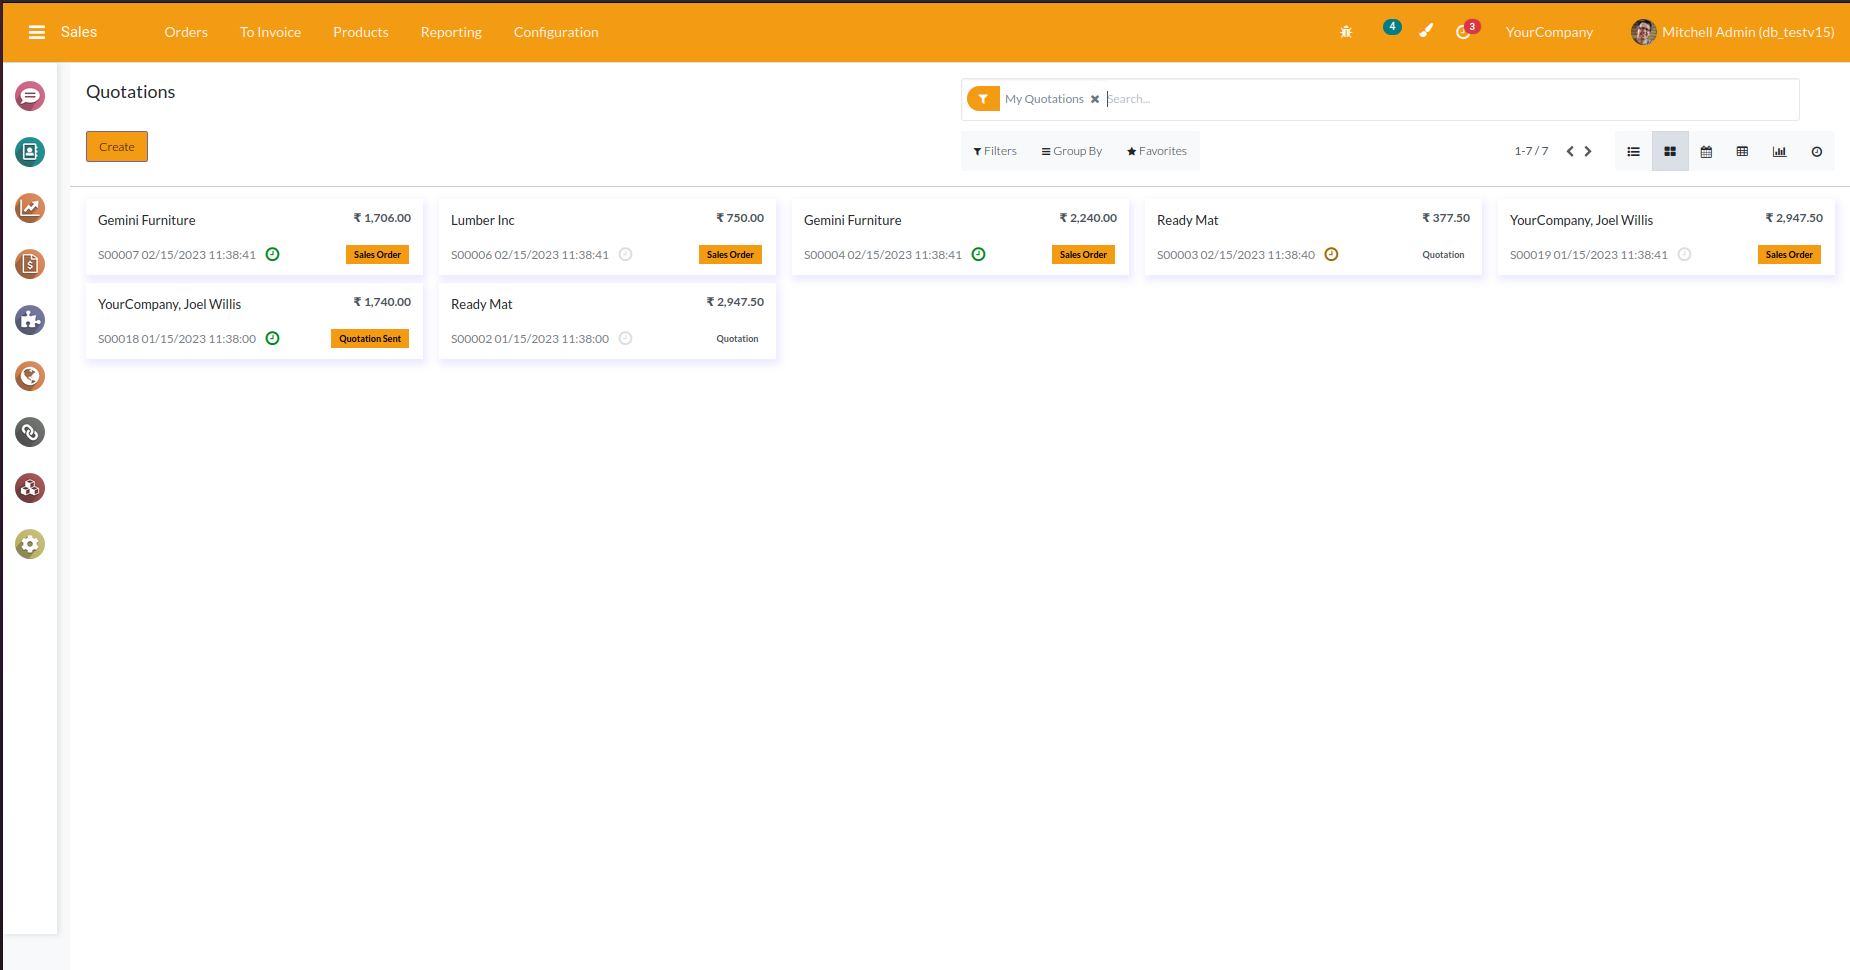 Sales Orders To Invoice Products Reporting Configuration 4 3 YourCompany Mitchell Admin (db_testv15)
Quotations
My Quotations Search...
Create
Filters Group By Favorites 1-7 / 7
Gemini Furniture ₹ 1,706.00
S00007 02/15/2023 11:38:41 Sales Order
Lumber Inc ₹ 750.00
S00006 02/15/2023 11:38:41 Sales Order
Gemini Furniture ₹ 2,240.00
S00004 02/15/2023 11:38:41 Sales Order
Ready Mat ₹ 377.50
S00003 02/15/2023 11:38:40 Quotation
YourCompany, Joel Willis ₹ 2,947.50
S00019 01/15/2023 11:38:41 Sales Order
YourCompany, Joel Willis ₹ 1,740.00
S00018 01/15/2023 11:38:00 Quotation Sent
Ready Mat ₹ 2,947.50
S00002 01/15/2023 11:38:00 Quotation